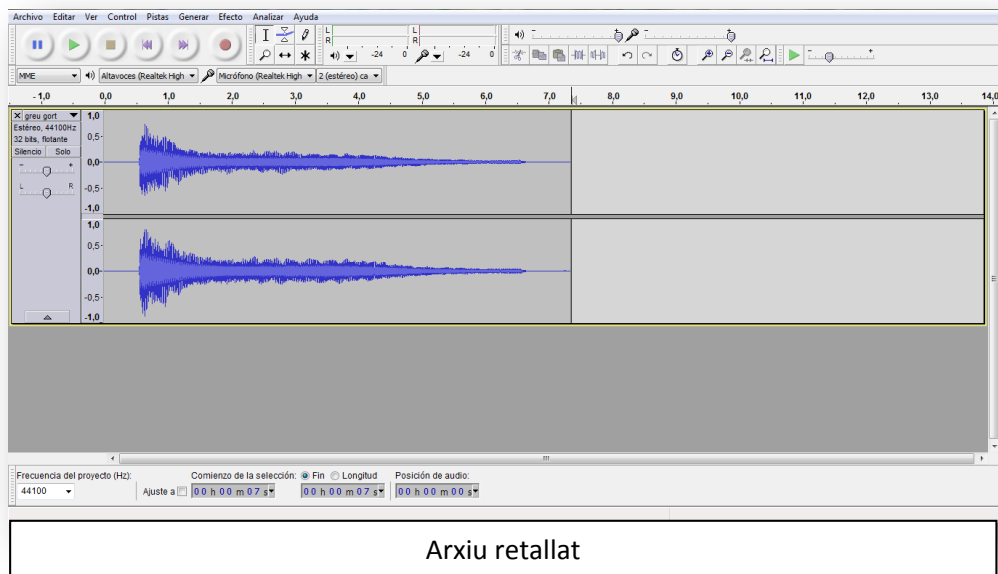 Archivo Editar Ver Control Pistas Generar Efecto Analizar Ayuda
L
R
-24 0
L
R
-24 0
MME Altavoces (Realtek High Micrófono (Realtek High 2 (estéreo) ca
- 1,0 0,0 1,0 2,0 3,0 4,0 5,0 6,0 7,0 8,0 9,0 10,0 11,0 12,0 13,0 14,0
greu gort
Estéreo, 44100Hz
32 bits, flotante
Silencio Solo
- +
L R
1,0
0,5
0,0
-0,5
-1,0
1,0
0,5
0,0
-0,5
-1,0
Frecuencia del proyecto (Hz): Comienzo de la selección: Fin Longitud Posición de audio:
44100 Ajuste a 00 h 00 m 07 s 00 h 00 m 07 s 00 h 00 m 00 s
Arxiu retallat